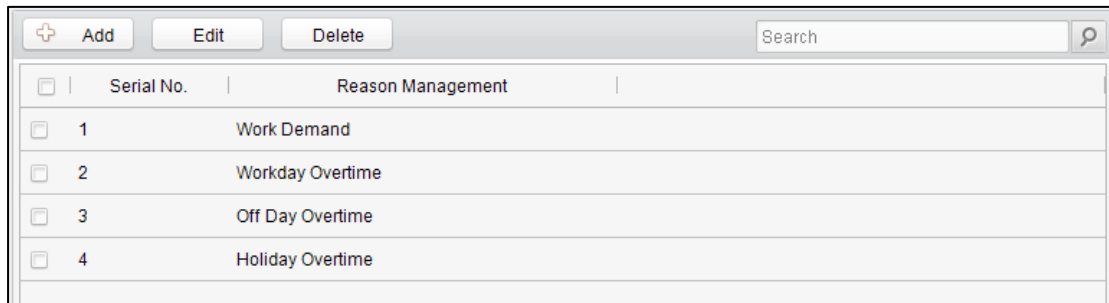 Add Edit Delete Search
Serial No. Reason Management
1 Work Demand
2 Workday Overtime
3 Off Day Overtime
4 Holiday Overtime